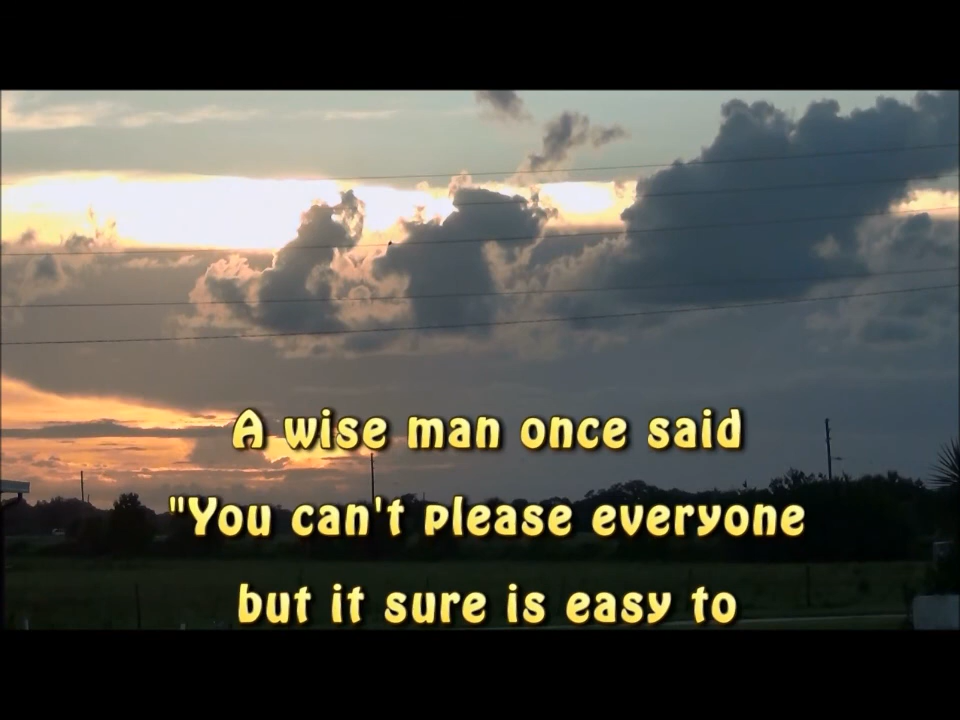 A wise man once said
"You can't please everyone
but it sure is easy to